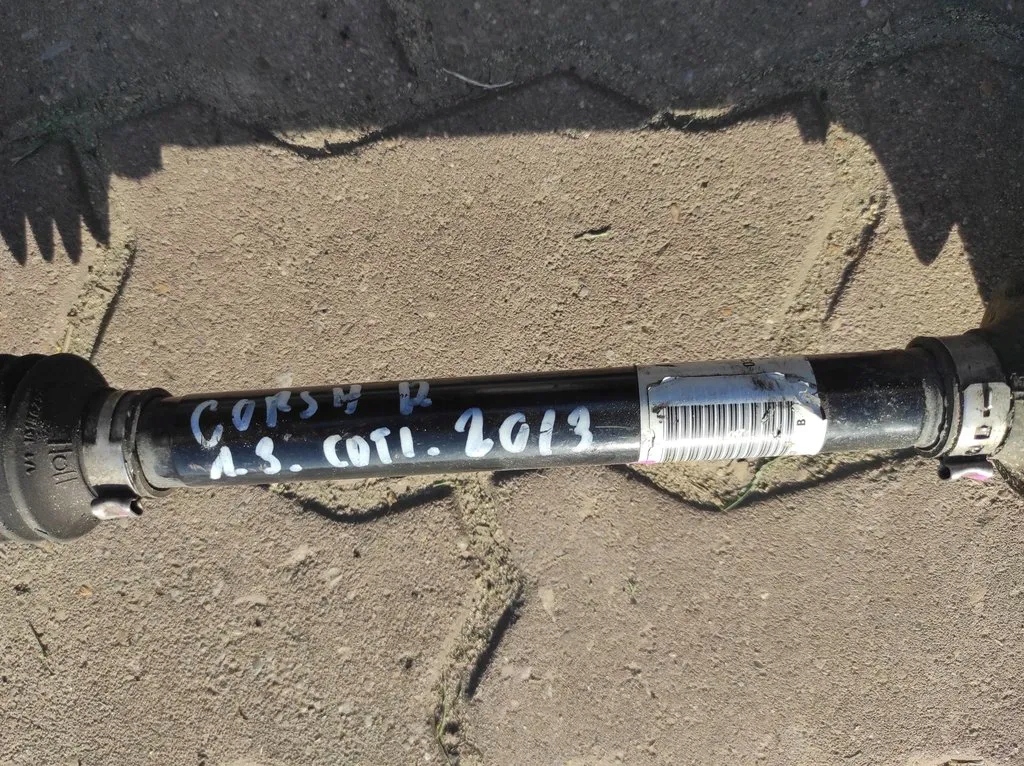 CORSA D
1.3. CDTI. 2013
B